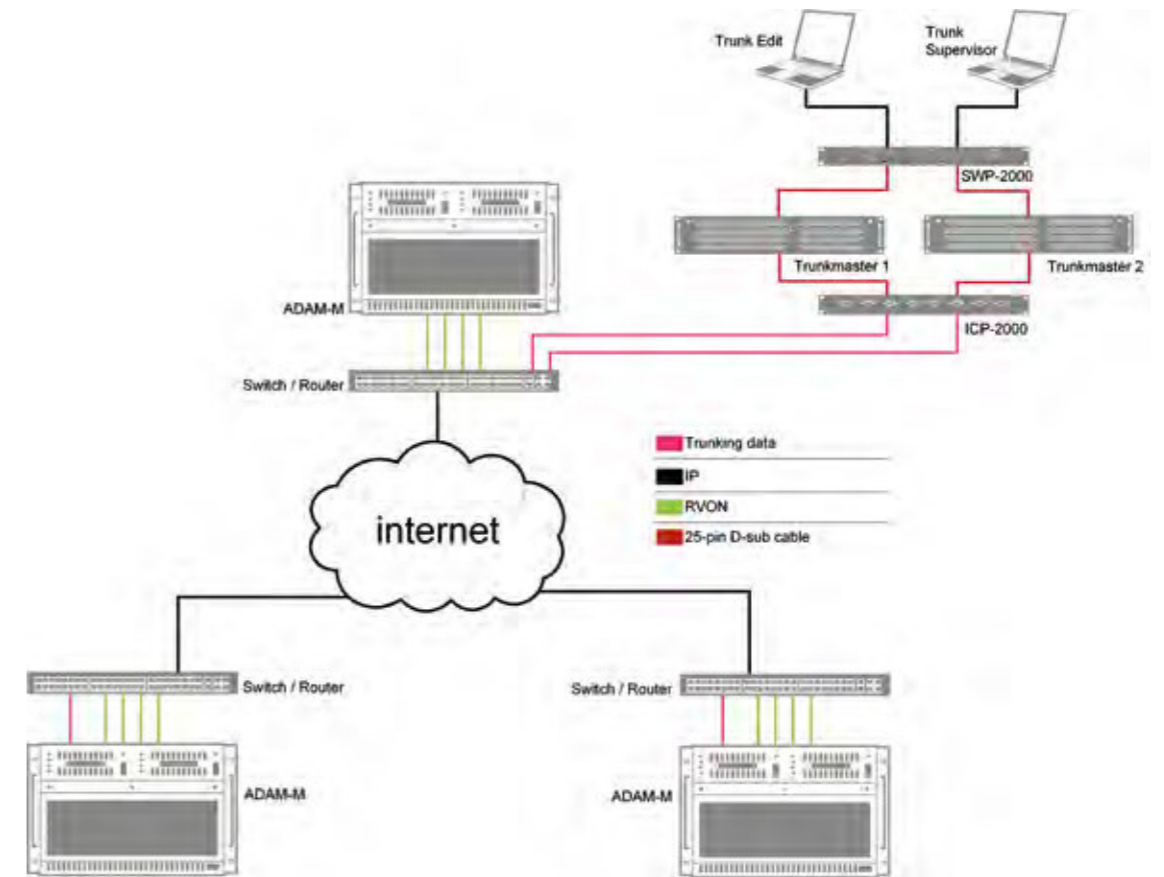 Trunk Edit
Trunk
Supervisor
SWP-2000
Trunkmaster 1
Trunkmaster 2
ADAM-M
ICP-2000
Switch / Router
Trunking data
IP
RVON
25-pin D-sub cable
internet
Switch / Router
Switch / Router
ADAM-M
ADAM-M